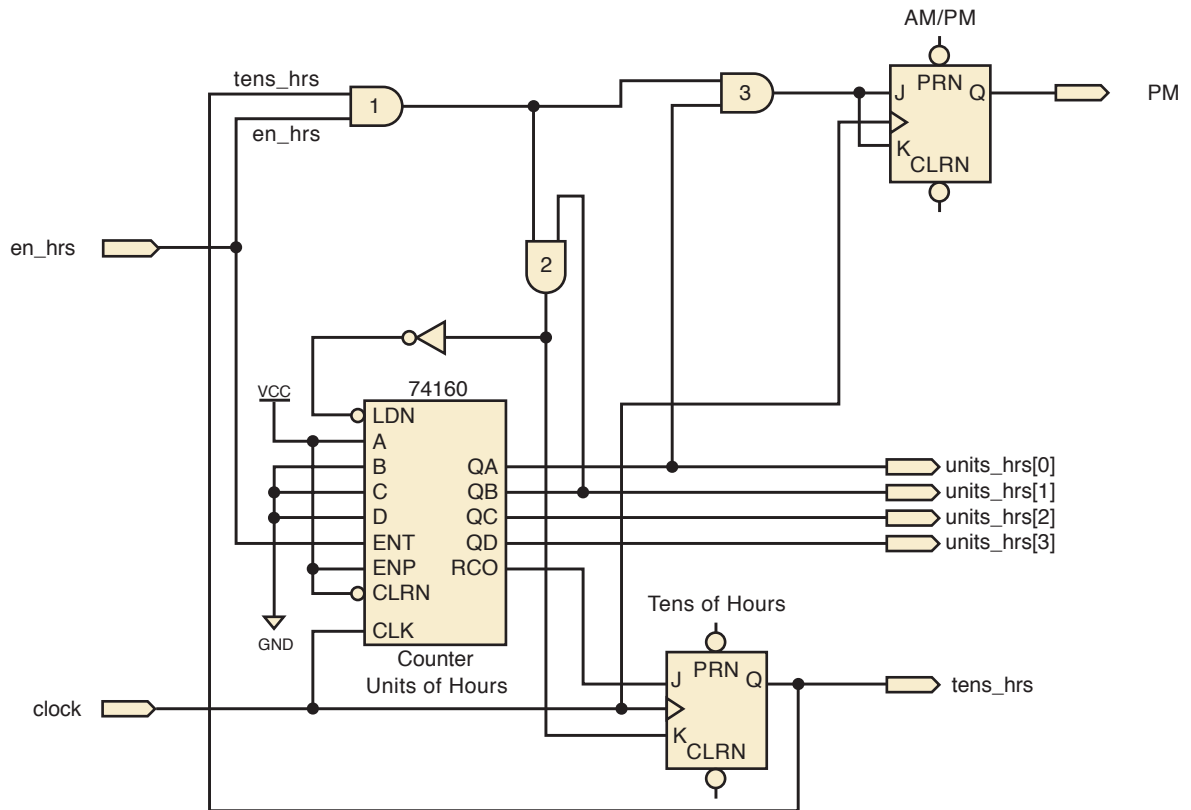 AM/PM
tens_hrs
1
en_hrs
3
J PRN Q
K
CLRN
PM
en_hrs
2
VCC
74160
LDN
A
B QA
C QB
D QC
ENT QD
ENP RCO
CLRN
CLK
GND
Counter
Units of Hours
units_hrs[0]
units_hrs[1]
units_hrs[2]
units_hrs[3]
Tens of Hours
J PRN Q
K
CLRN
tens_hrs
clock